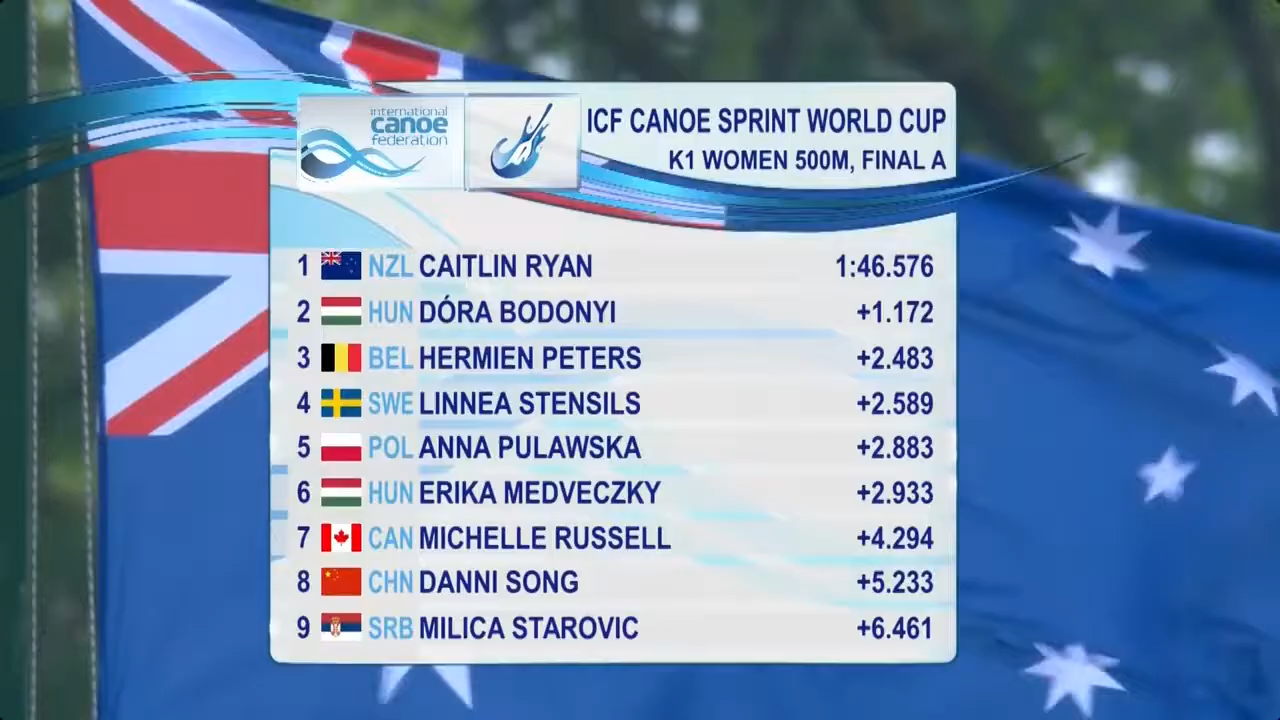 international
canoe
federation
ICF CANOE SPRINT WORLD CUP
K1 WOMEN 500M, FINAL A
1 NZL CAITLIN RYAN 1:46.576
2 HUN DÓRA BODONYI +1.172
3 BEL HERMIEN PETERS +2.483
4 SWE LINNEA STENSILS +2.589
5 POL ANNA PULAWSKA +2.883
6 HUN ERIKA MEDVECZKY +2.933
7 CAN MICHELLE RUSSELL +4.294
8 CHN DANNI SONG +5.233
9 SRB MILICA STAROVIC +6.461